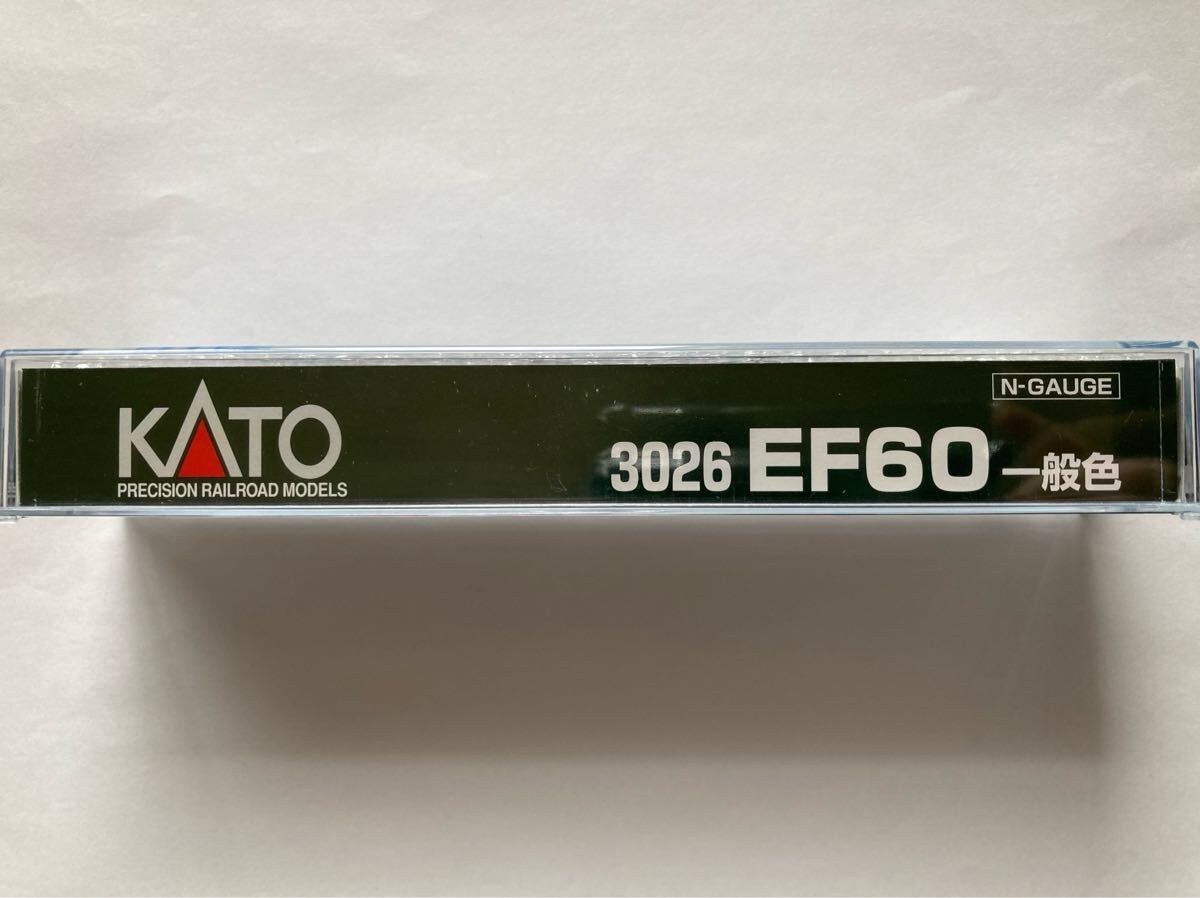 N-GAUGE
KATO
PRECISION RAILROAD MODELS
3026 EF60 一般色